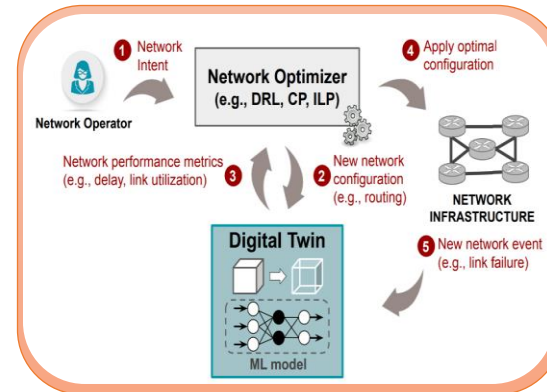 1 Network
Intent
Network Operator
Network Optimizer
(e.g., DRL, CP, ILP)
4 Apply optimal
configuration
NETWORK
INFRASTRUCTURE
Network performance metrics 3
(e.g., delay, link utilization)
2 New network
configuration
(e.g., routing)
Digital Twin
ML model
5 New network event
(e.g., link failure)